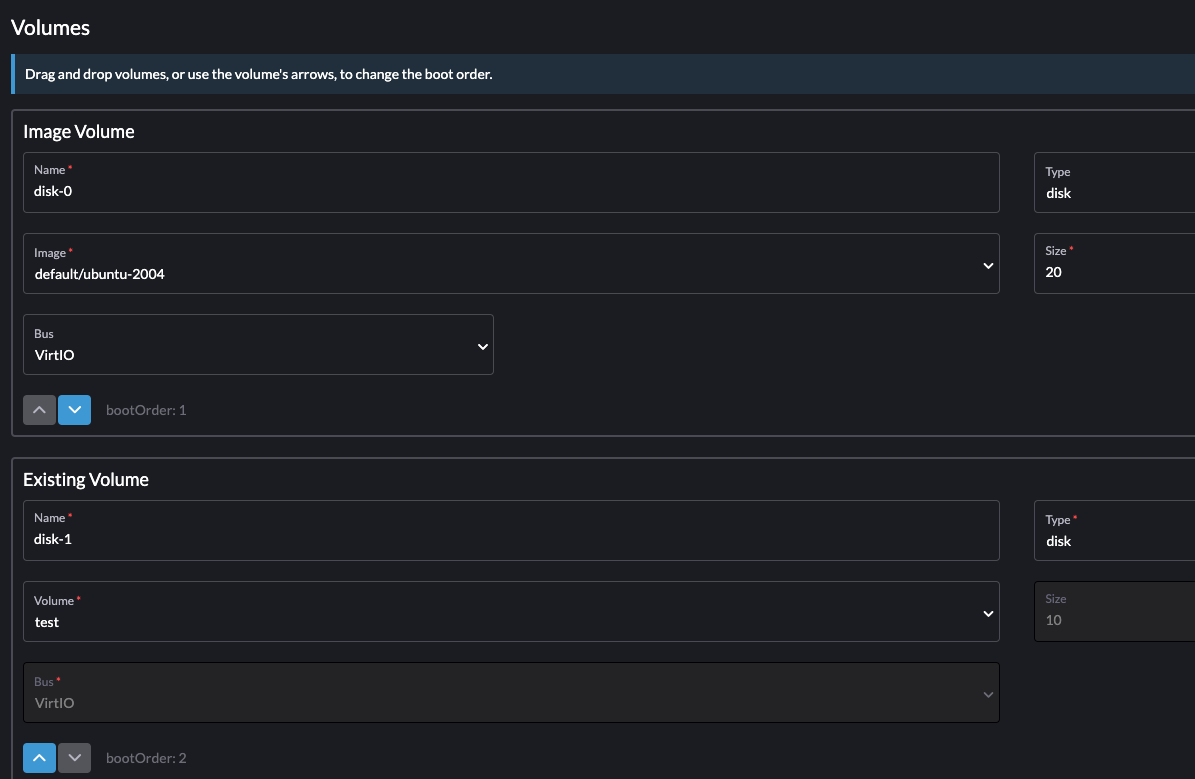 Volumes
Drag and drop volumes, or use the volume's arrows, to change the boot order.
Image Volume
Name *
disk-0
Type
disk
Image *
default/ubuntu-2004
Size *
20
Bus
VirtIO
bootOrder: 1
Existing Volume
Name *
disk-1
Type *
disk
Volume *
test
Size
10
Bus *
VirtIO
bootOrder: 2